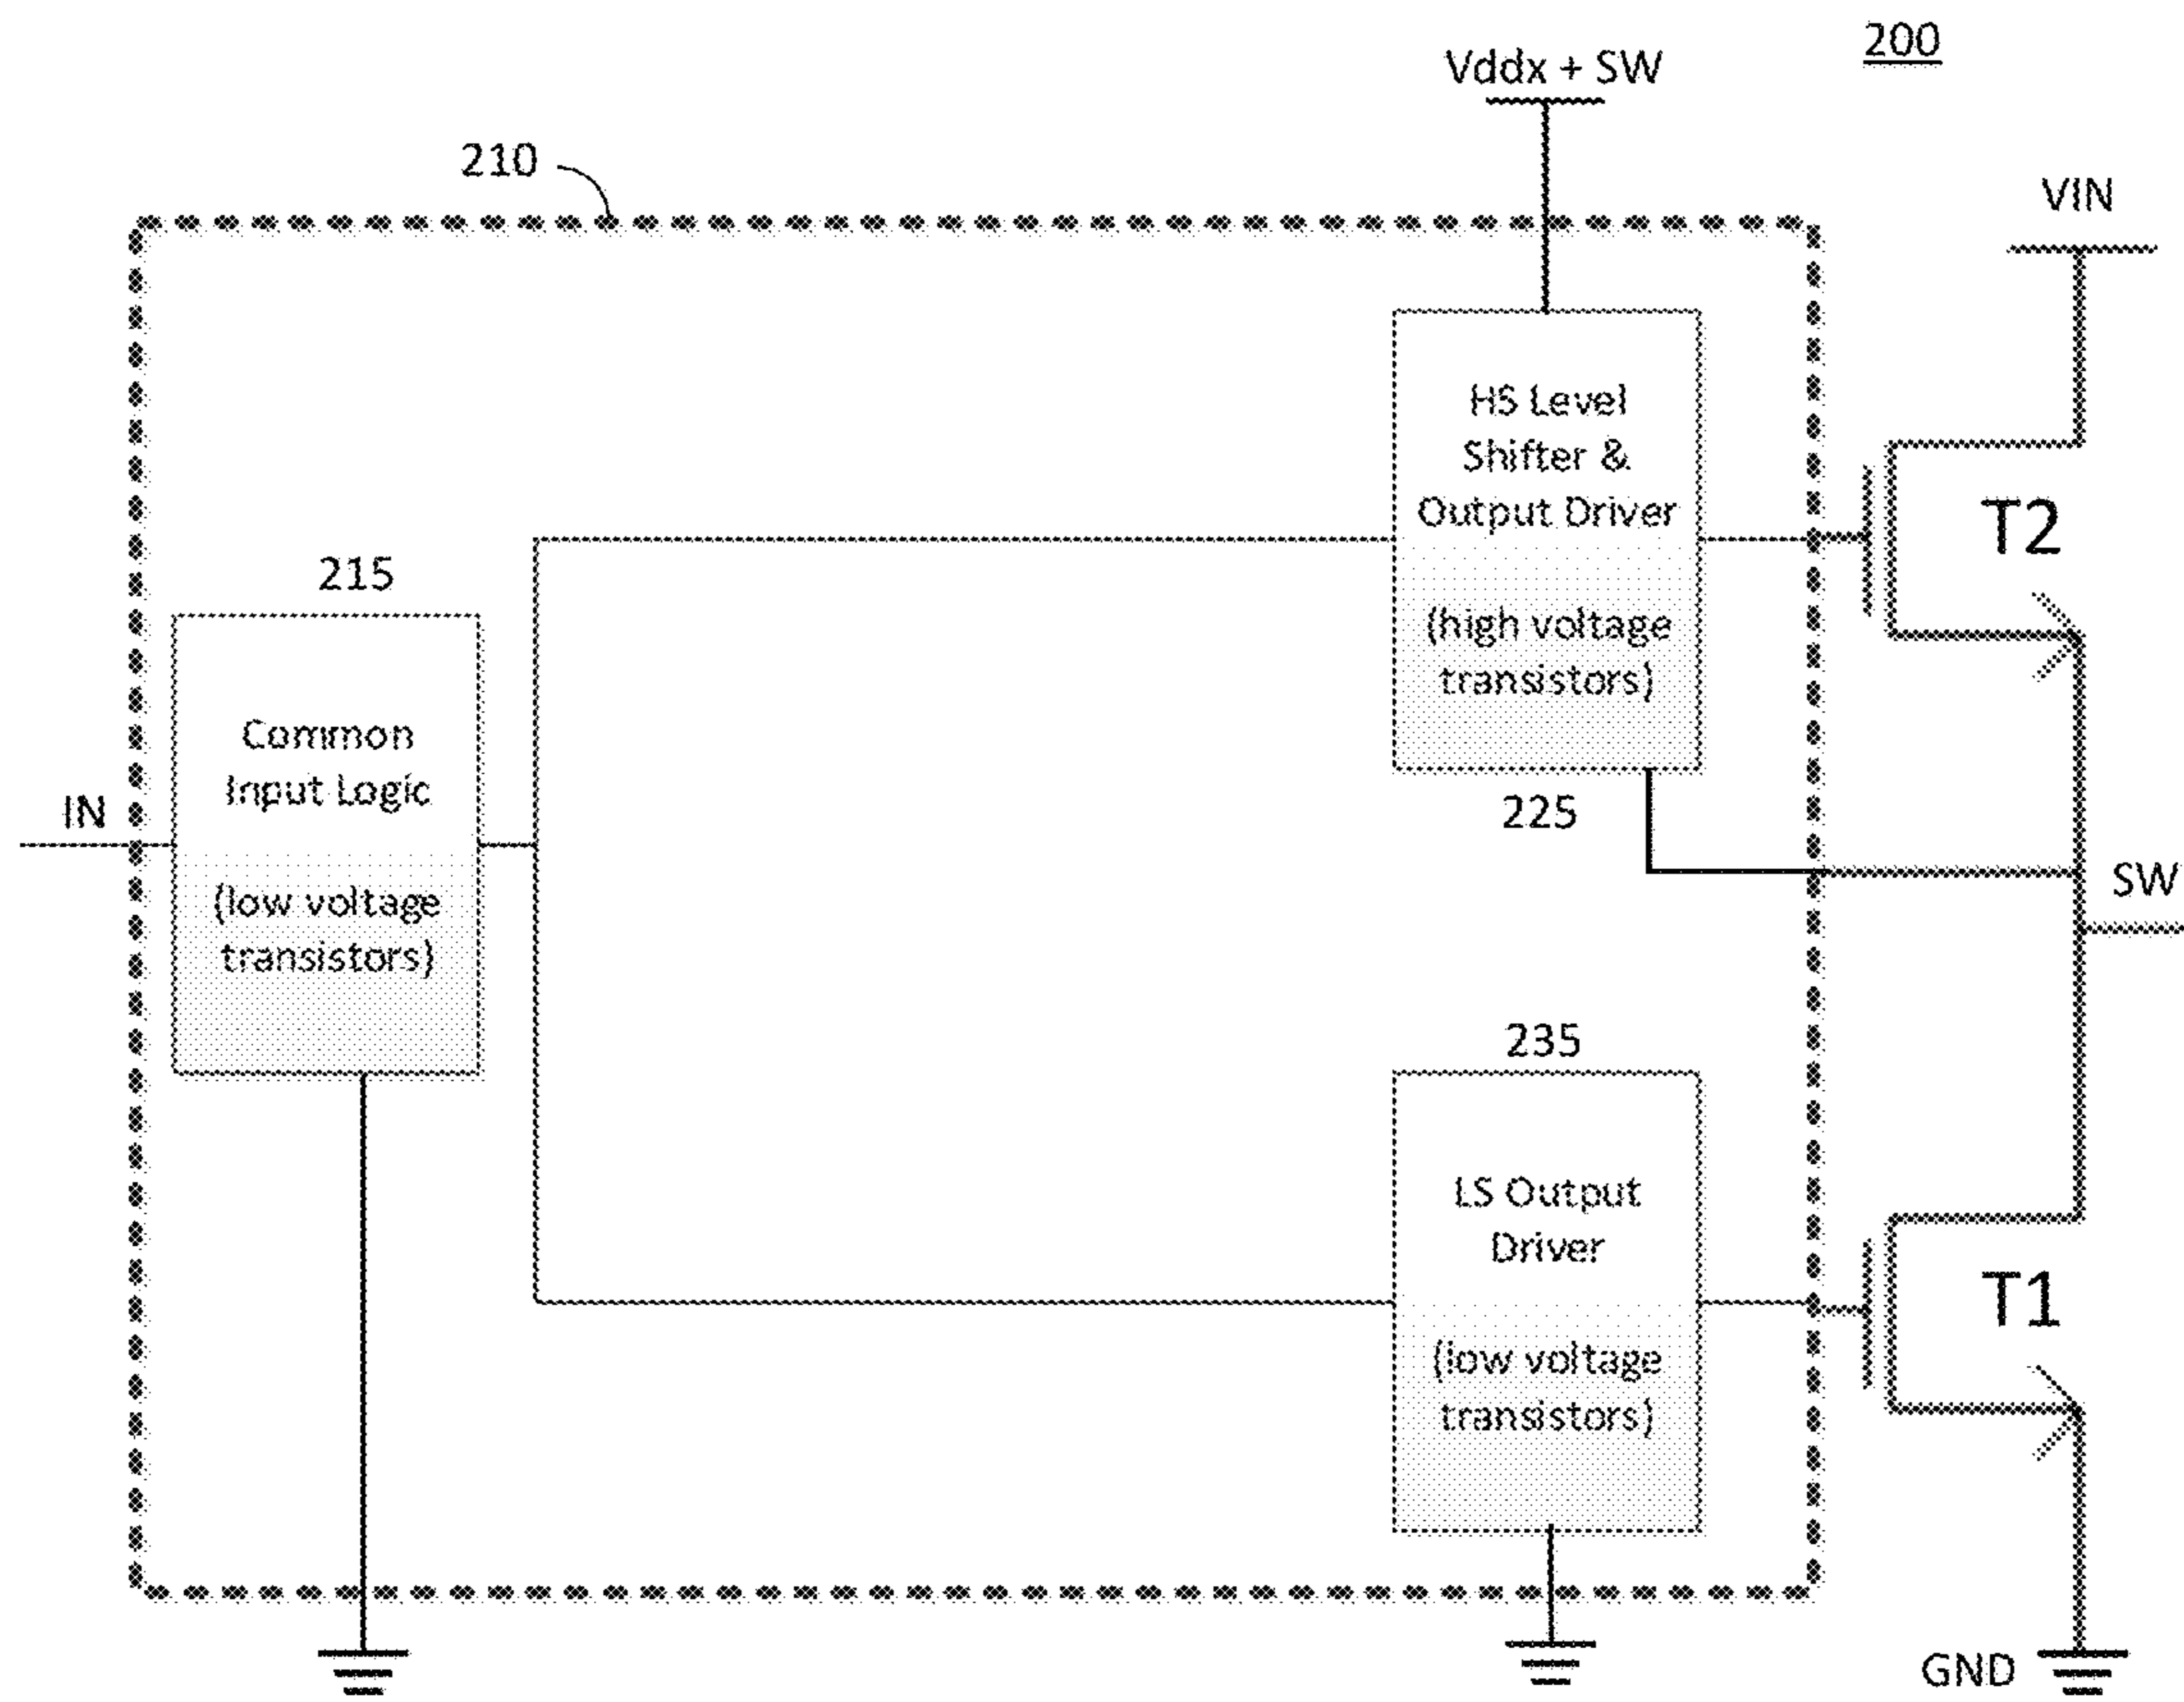 200
Vddx + SW
210
VIN
HS Level
Shifter &
Output Driver
(high voltage
transistors)
T2
215
Common
Input Logic
(low voltage
transistors)
IN
225
SW
235
LS Output
Driver
(low voltage
transistors)
T1
GND